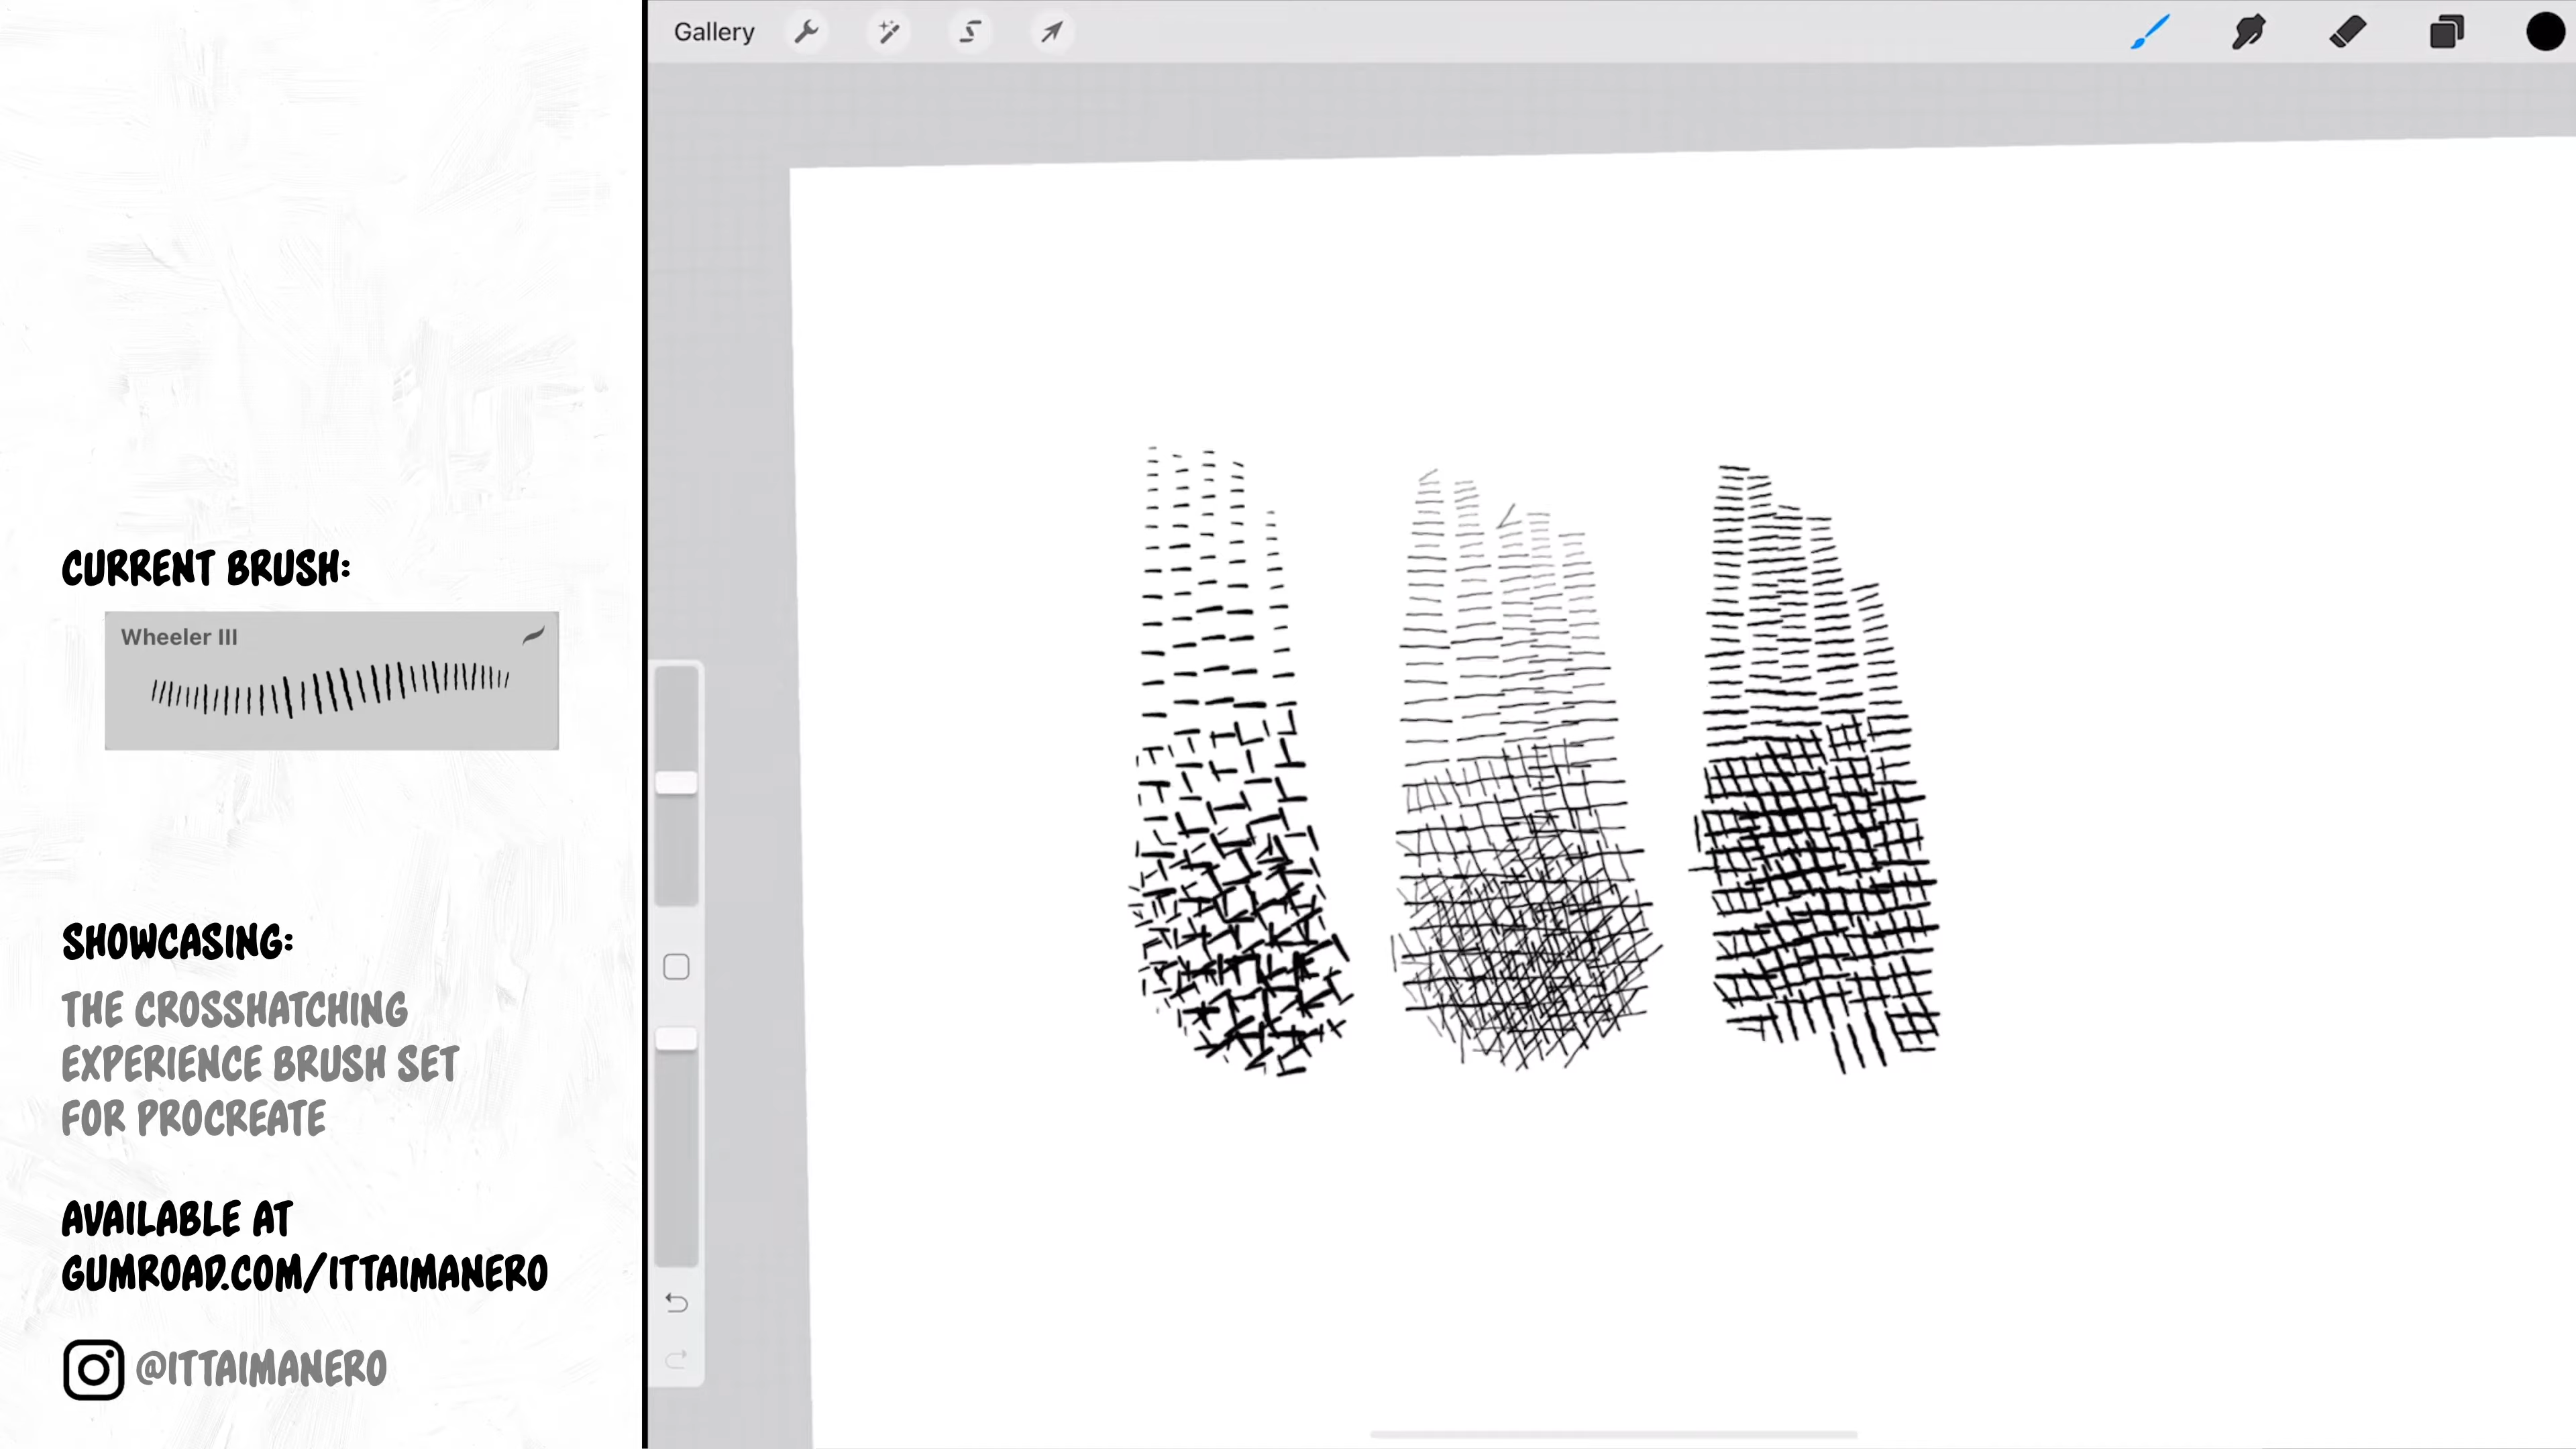 Gallery
CURRENT BRUSH:
Wheeler III
SHOWCASING:
THE CROSSHATCHING
EXPERIENCE BRUSH SET
FOR PROCREATE
AVAILABLE AT
GUMROAD.COM/ITTAIMANERO
@ITTAIMANERO